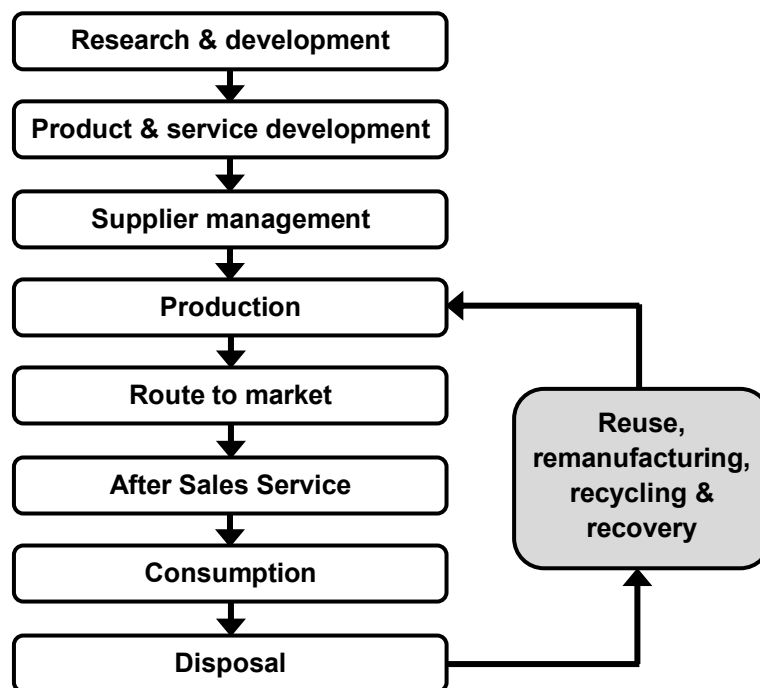 Research & development
Product & service development
Supplier management
Production
Route to market
After Sales Service
Consumption
Disposal
Reuse,
remanufacturing,
recycling &
recovery